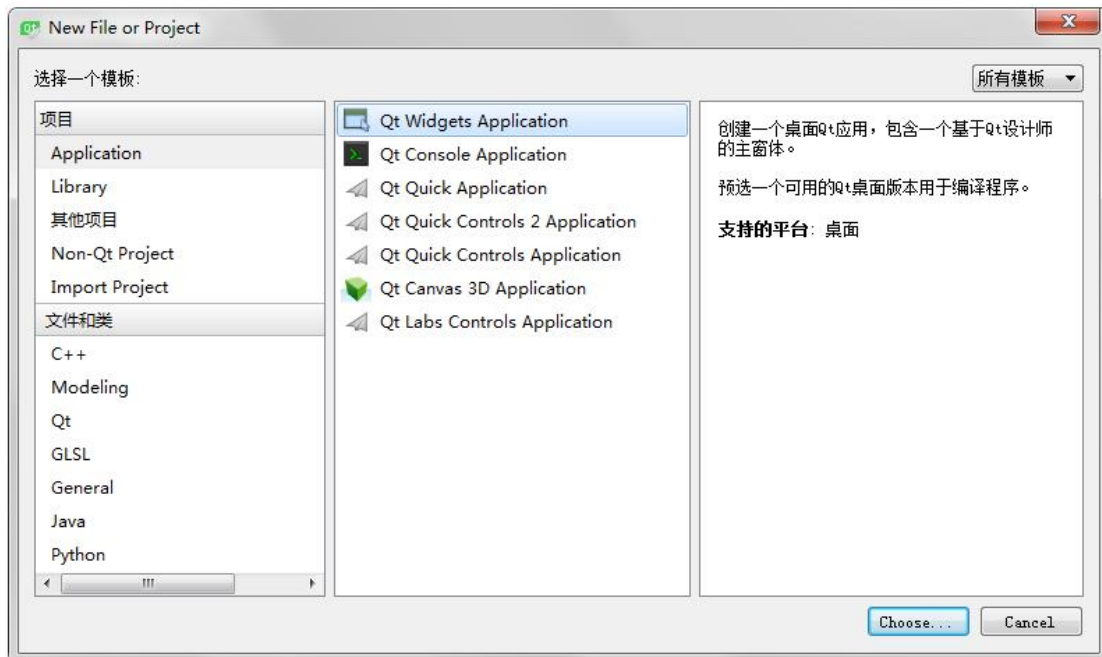 New File or Project
选择一个模板:
所有模板
项目
Application
Library
其他项目
Non-Qt Project
Import Project
文件和类
C++
Modeling
Qt
GLSL
General
Java
Python
Qt Widgets Application
Qt Console Application
Qt Quick Application
Qt Quick Controls 2 Application
Qt Quick Controls Application
Qt Canvas 3D Application
Qt Labs Controls Application
创建一个桌面Qt应用，包含一个基于Qt设计师
的主窗体。
预选一个可用的Qt桌面版本用于编译程序。
支持的平台: 桌面
Choose...
Cancel